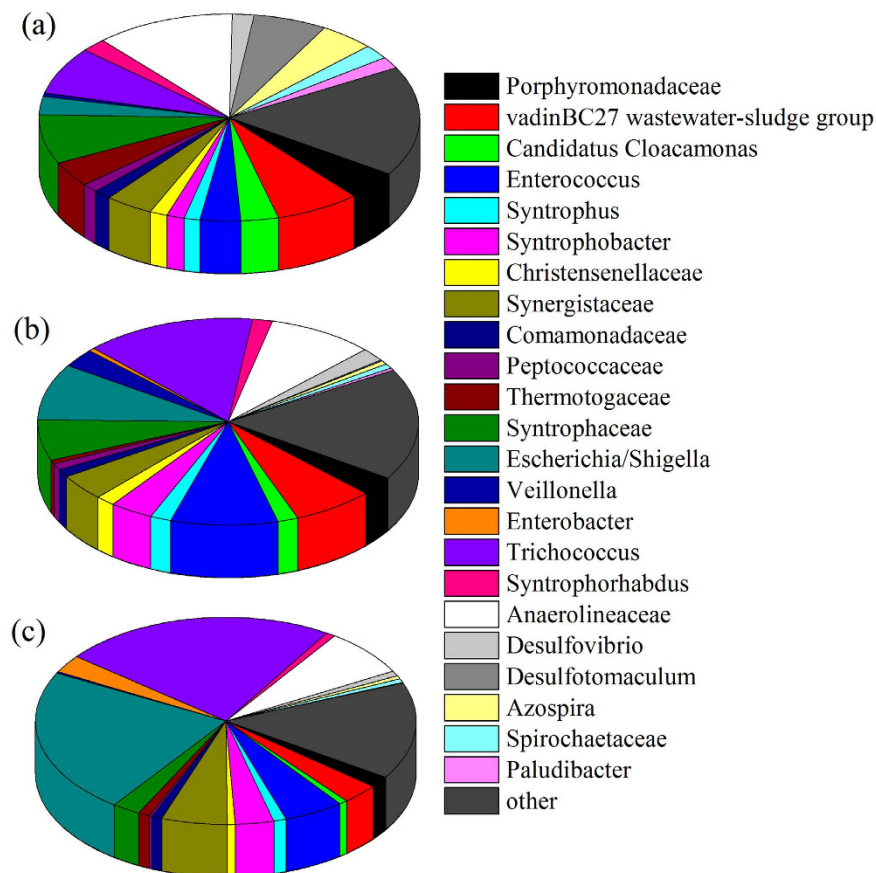 (a)
(b)
(c)
Porphyromonadaceae
vadinBC27 wastewater-sludge group
Candidatus Cloacamonas
Enterococcus
Syntrophus
Syntrophobacter
Christensenellaceae
Synergistaceae
Comamonadaceae
Peptococcaceae
Thermotogaceae
Syntrophaceae
Escherichia/Shigella
Veillonella
Enterobacter
Trichococcus
Syntrophorhabdus
Anaerolineaceae
Desulfovibrio
Desulfotomaculum
Azospira
Spirochaetaceae
Paludibacter
other